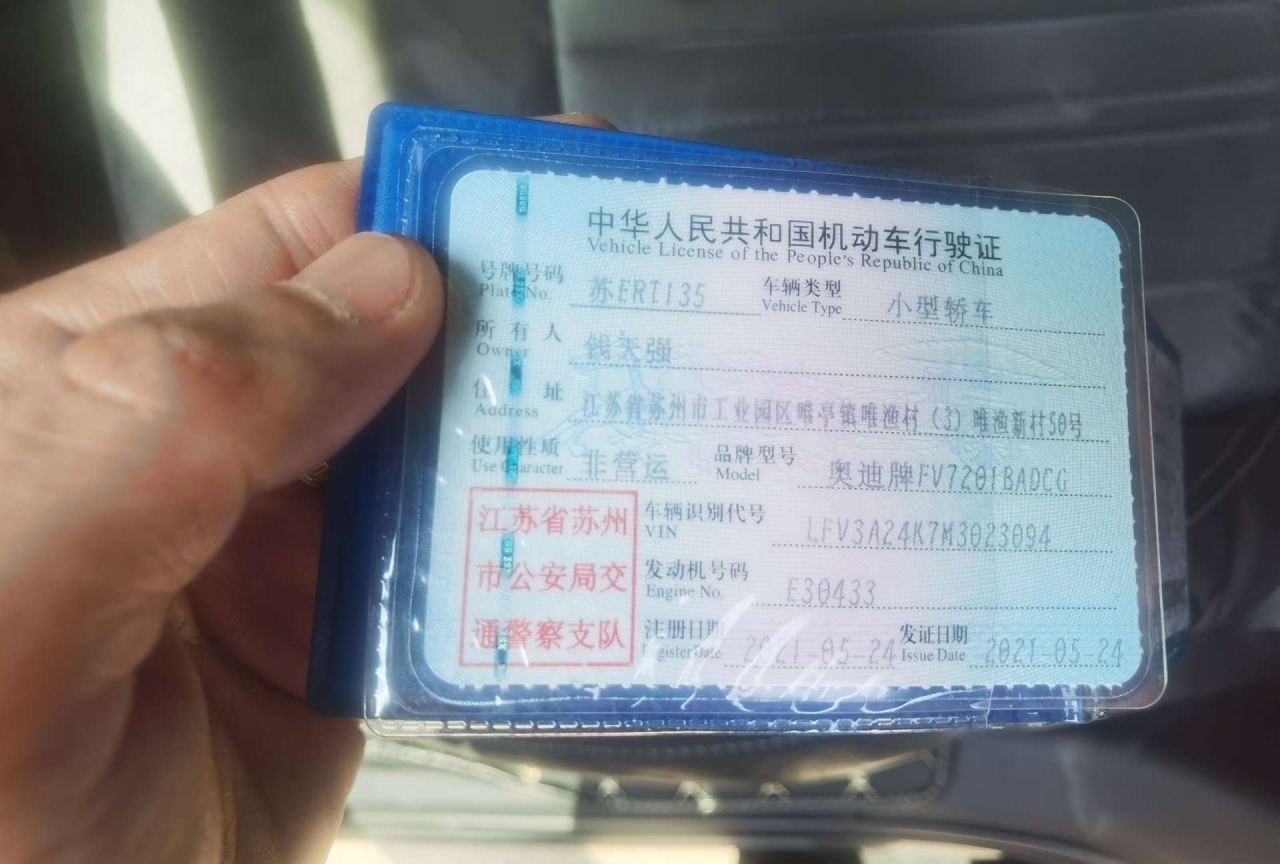 中华人民共和国机动车行驶证
Vehicle License of the People's Republic of China
号牌号码 苏ERT135 车辆类型 小型轿车
Plate No. Vehicle Type
所有人 钱天强
Owner
住址 江苏省苏州市工业园区唯亭镇唯渔村（3）唯渔新村50号
Address
使用性质 非营运 品牌型号 奥迪牌FV7201BADCG
Use Character Model
江苏省苏州 车辆识别代号 LFV3A24K7M3023094
VIN
市公安局交 发动机号码 E30433
Engine No.
通警察支队 注册日期 2021-05-24 发证日期 2021-05-24
Register Date Issue Date